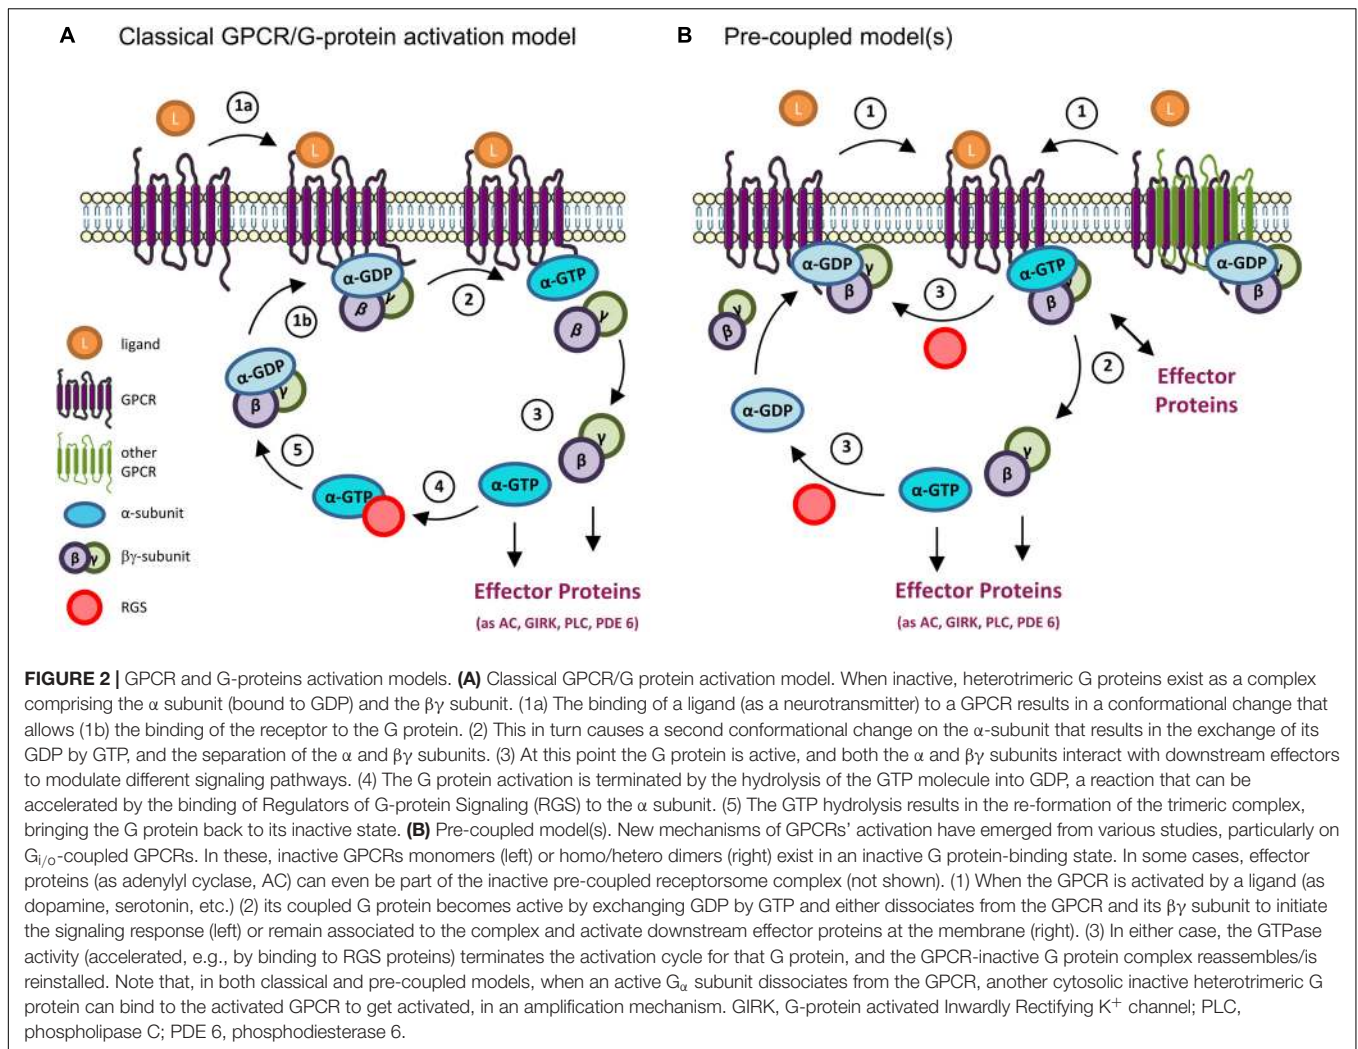 A Classical GPCR/G-protein activation model
L
1a
L
L
α-GDP
β
γ
1b
2
α-GTP
β
γ
α-GDP
β
γ
3
γ
β
5
α-GTP
4
α-GTP
Effector Proteins
(as AC, GIRK, PLC, PDE 6)
L
ligand
GPCR
other
GPCR
α-subunit
β γ
βγ-subunit
RGS
B Pre-coupled model(s)
L
1
L
1
L
α-GDP
γ
β
α-GTP
γ
β
α-GDP
γ
β
γ
β
3
2
Effector
Proteins
α-GDP
3
α-GTP
γ
β
Effector Proteins
(as AC, GIRK, PLC, PDE 6)
FIGURE 2 | GPCR and G-proteins activation models. (A) Classical GPCR/G protein activation model. When inactive, heterotrimeric G proteins exist as a complex
comprising the α subunit (bound to GDP) and the βγ subunit. (1a) The binding of a ligand (as a neurotransmitter) to a GPCR results in a conformational change that
allows (1b) the binding of the receptor to the G protein. (2) This in turn causes a second conformational change on the α-subunit that results in the exchange of its
GDP by GTP, and the separation of the α and βγ subunits. (3) At this point the G protein is active, and both the α and βγ subunits interact with downstream effectors
to modulate different signaling pathways. (4) The G protein activation is terminated by the hydrolysis of the GTP molecule into GDP, a reaction that can be
accelerated by the binding of Regulators of G-protein Signaling (RGS) to the α subunit. (5) The GTP hydrolysis results in the re-formation of the trimeric complex,
bringing the G protein back to its inactive state. (B) Pre-coupled model(s). New mechanisms of GPCRs' activation have emerged from various studies, particularly on
Gi/o-coupled GPCRs. In these, inactive GPCRs monomers (left) or homo/hetero dimers (right) exist in an inactive G protein-binding state. In some cases, effector
proteins (as adenylyl cyclase, AC) can even be part of the inactive pre-coupled receptorsome complex (not shown). (1) When the GPCR is activated by a ligand (as
dopamine, serotonin, etc.) (2) its coupled G protein becomes active by exchanging GDP by GTP and either dissociates from the GPCR and its βγ subunit to initiate
the signaling response (left) or remain associated to the complex and activate downstream effector proteins at the membrane (right). (3) In either case, the GTPase
activity (accelerated, e.g., by binding to RGS proteins) terminates the activation cycle for that G protein, and the GPCR-inactive G protein complex reassembles/is
reinstalled. Note that, in both classical and pre-coupled models, when an active Gα subunit dissociates from the GPCR, another cytosolic inactive heterotrimeric G
protein can bind to the activated GPCR to get activated, in an amplification mechanism. GIRK, G-protein activated Inwardly Rectifying K+ channel; PLC,
phospholipase C; PDE 6, phosphodiesterase 6.